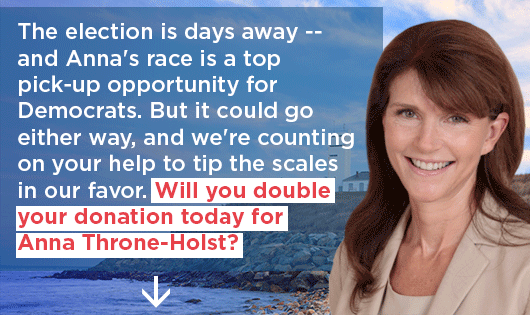 The election is days away --
and Anna's race is a top
pick-up opportunity for
Democrats. But it could go
either way, and we're counting
on your help to tip the scales
in our favor. Will you double
your donation today for
Anna Throne-Holst?